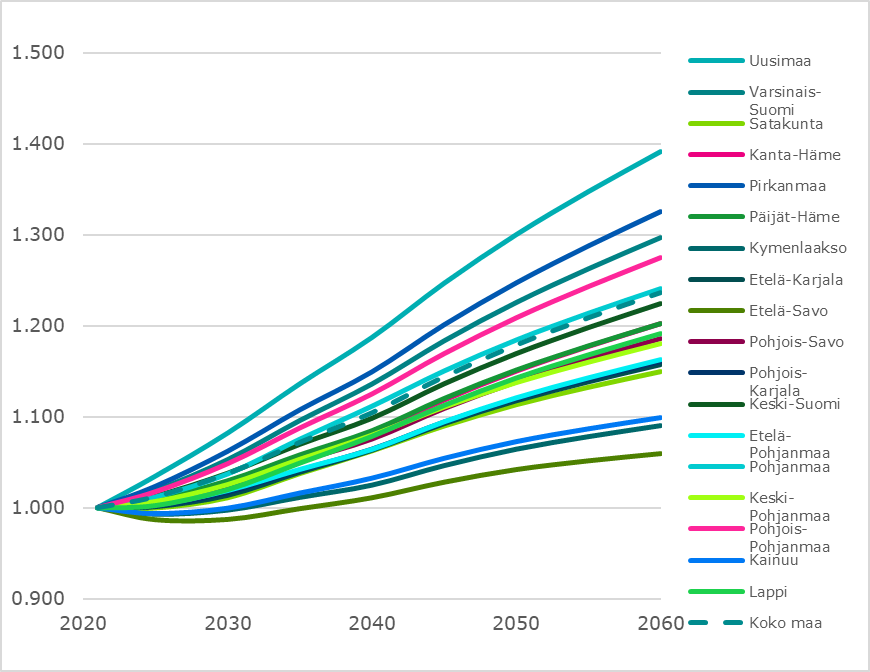 1.500
1.400
1.300
1.200
1.100
1.000
0.900
2020 2030 2040 2050 2060
Uusimaa
Varsinais-
Suomi
Satakunta
Kanta-Häme
Pirkanmaa
Päijät-Häme
Kymenlaakso
Etelä-Karjala
Etelä-Savo
Pohjois-Savo
Pohjois-
Karjala
Keski-Suomi
Etelä-
Pohjanmaa
Pohjanmaa
Keski-
Pohjanmaa
Pohjois-
Pohjanmaa
Kainuu
Lappi
Koko maa